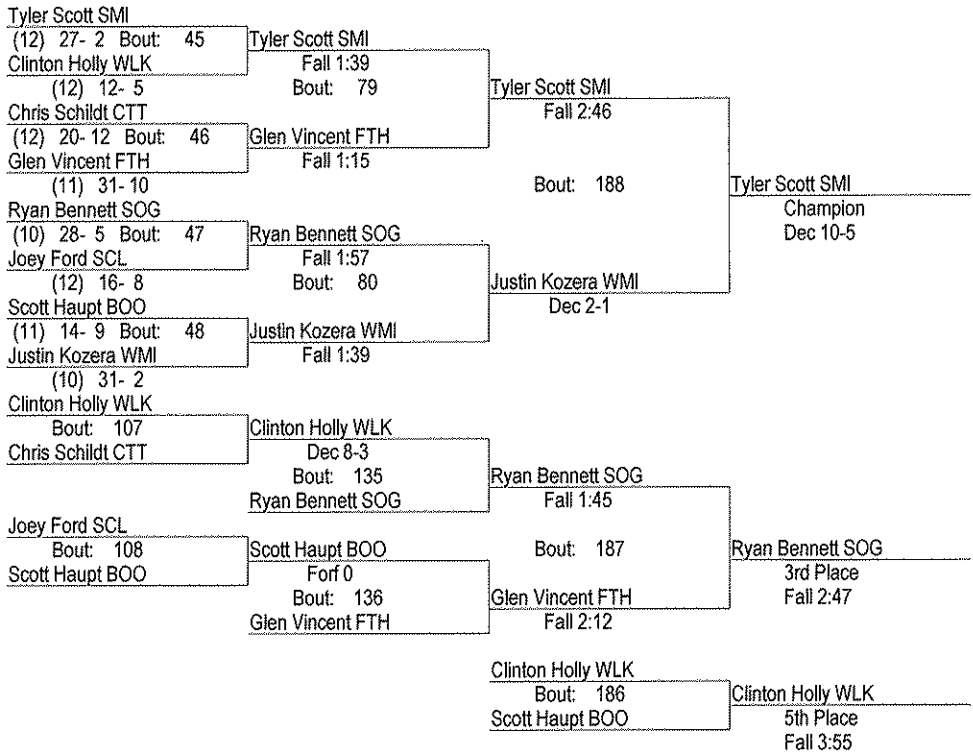 Tyler Scott SMI
(12) 27- 2 Bout: 45
Tyler Scott SMI
Clinton Holly WLK
Fall 1:39
(12) 12- 5
Bout: 79
Tyler Scott SMI
Chris Schildt CTT
Fall 2:46
(12) 20- 12 Bout: 46
Glen Vincent FTH
Glen Vincent FTH
Fall 1:15
(11) 31- 10
Bout: 188
Tyler Scott SMI
Ryan Bennett SOG
Champion
(10) 28- 5 Bout: 47
Ryan Bennett SOG
Dec 10-5
Joey Ford SCL
Fall 1:57
(12) 16- 8
Bout: 80
Justin Kozera WMI
Scott Haupt BOO
Dec 2-1
(11) 14- 9 Bout: 48
Justin Kozera WMI
Justin Kozera WMI
Fall 1:39
(10) 31- 2
Clinton Holly WLK
Bout: 107
Clinton Holly WLK
Chris Schildt CTT
Dec 8-3
Bout: 135
Ryan Bennett SOG
Ryan Bennett SOG
Fall 1:45
Joey Ford SCL
Bout: 108
Scott Haupt BOO
Bout: 187
Ryan Bennett SOG
Scott Haupt BOO
Forf 0
3rd Place
Bout: 136
Glen Vincent FTH
Fall 2:47
Glen Vincent FTH
Fall 2:12
Clinton Holly WLK
Bout: 186
Clinton Holly WLK
Scott Haupt BOO
5th Place
Fall 3:55